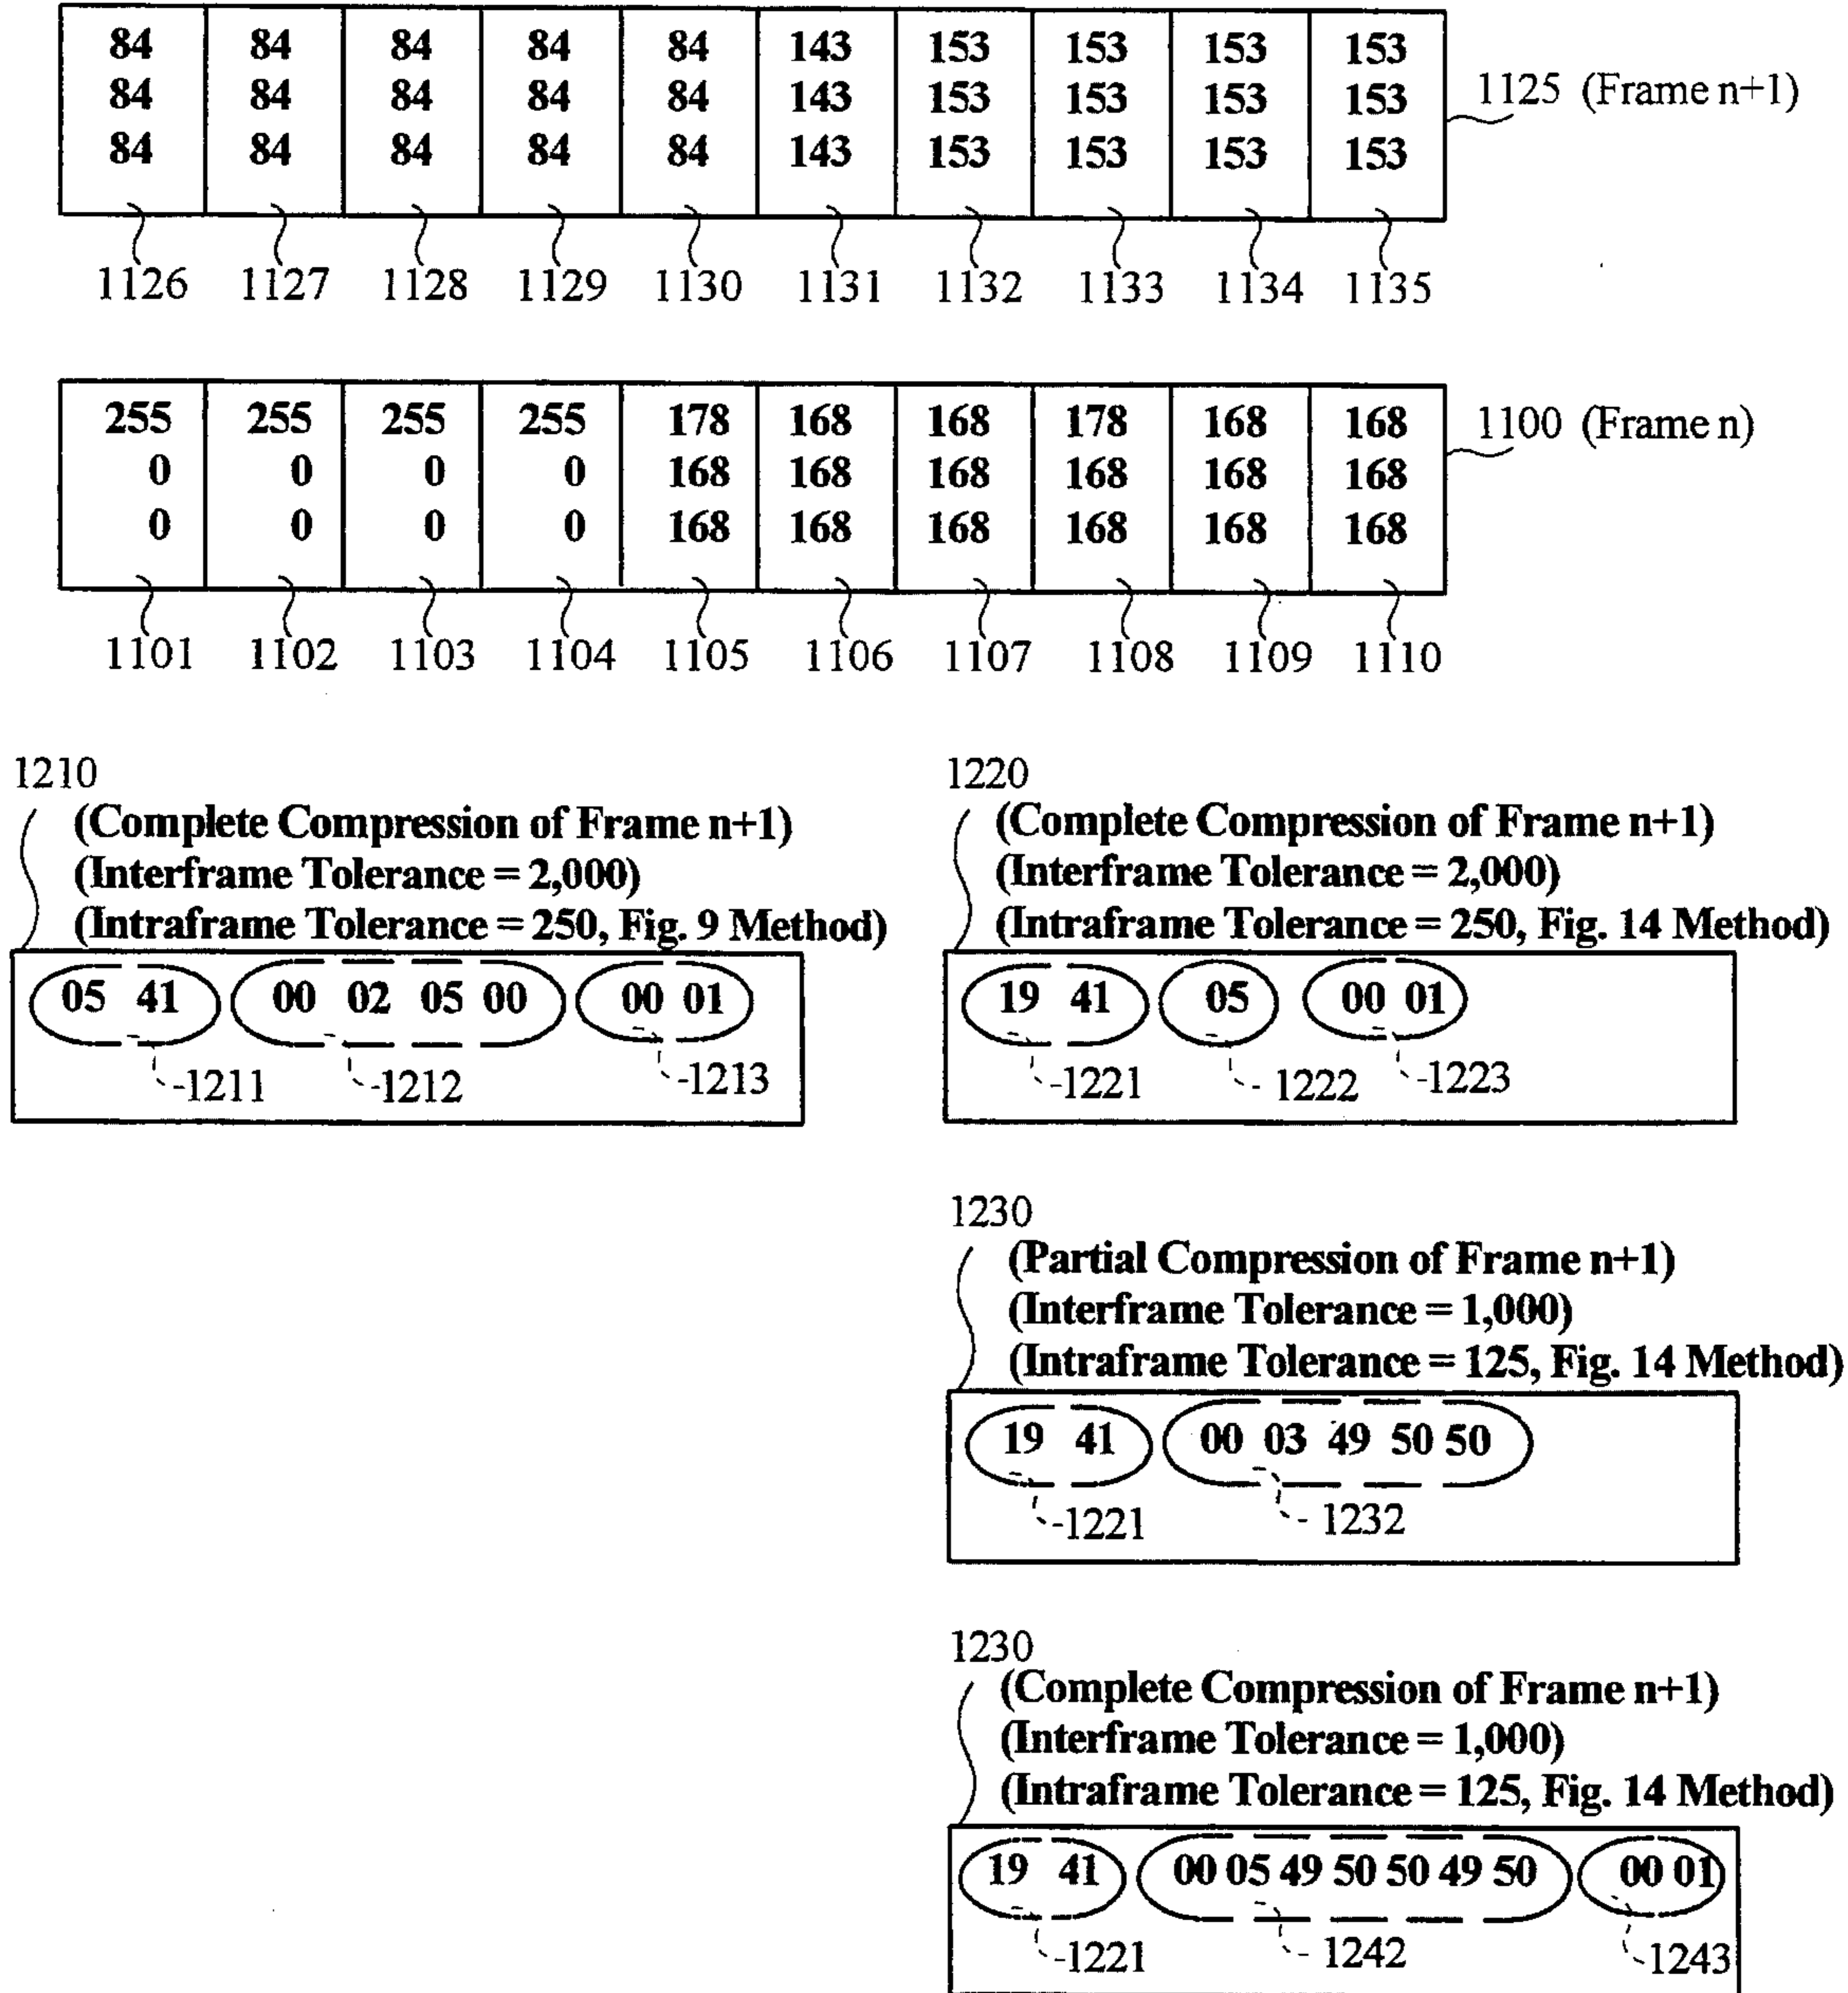 84 84 84 84 84 143 153 153 153 153
84 84 84 84 84 143 153 153 153 153
84 84 84 84 84 143 153 153 153 153
1125 (Frame n+1)
1126 1127 1128 1129 1130 1131 1132 1133 1134 1135
255 255 255 255 178 168 168 178 168 168
0 0 0 0 168 168 168 168 168 168
0 0 0 0 168 168 168 168 168 168
1100 (Frame n)
1101 1102 1103 1104 1105 1106 1107 1108 1109 1110
1210
(Complete Compression of Frame n+1)
(Interframe Tolerance = 2,000)
(Intraframe Tolerance = 250, Fig. 9 Method)
05 41 00 02 05 00 00 01
1211 1212 1213
1220
(Complete Compression of Frame n+1)
(Interframe Tolerance = 2,000)
(Intraframe Tolerance = 250, Fig. 14 Method)
19 41 05 00 01
1221 1222 1223
1230
(Partial Compression of Frame n+1)
(Interframe Tolerance = 1,000)
(Intraframe Tolerance = 125, Fig. 14 Method)
19 41 00 03 49 50 50
1221 1232
1230
(Complete Compression of Frame n+1)
(Interframe Tolerance = 1,000)
(Intraframe Tolerance = 125, Fig. 14 Method)
19 41 00 05 49 50 50 49 50 00 01
1221 1242 1243